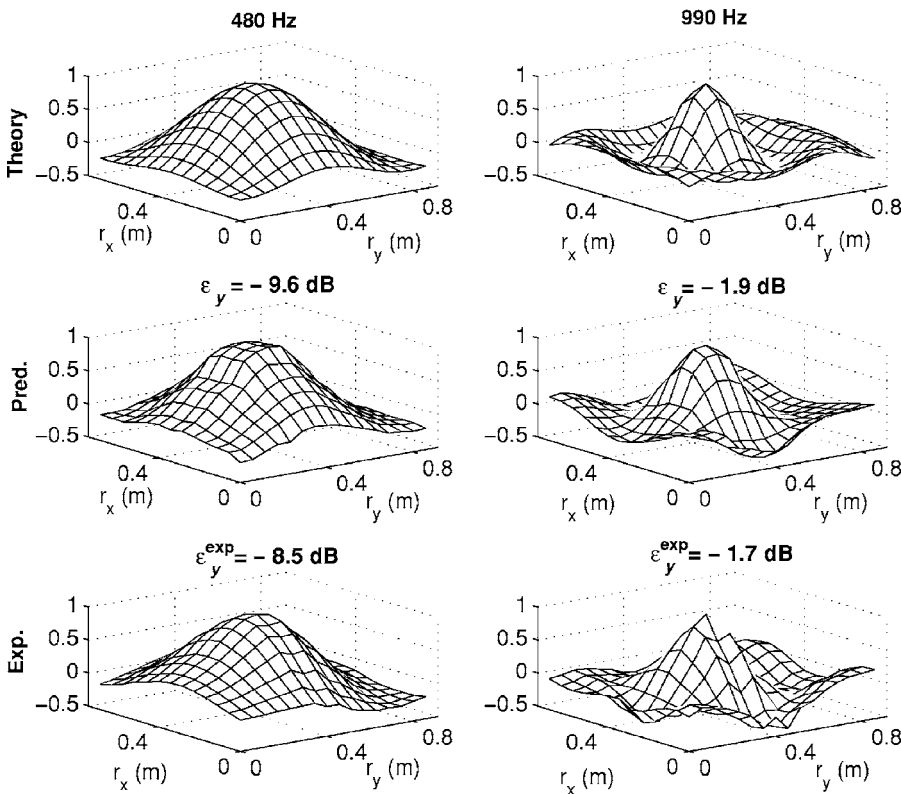 480 Hz
990 Hz
Theory
1
0.5
0
−0.5
0.4
0
r_x (m)
0
0.4
0.8
r_y (m)
1
0.5
0
−0.5
0.4
0
r_x (m)
0
0.4
0.8
r_y (m)
ε_y = − 9.6 dB
ε_y = − 1.9 dB
Pred.
1
0.5
0
−0.5
0.4
0
r_x (m)
0
0.4
0.8
r_y (m)
1
0.5
0
−0.5
0.4
0
r_x (m)
0
0.4
0.8
r_y (m)
ε_y^exp = − 8.5 dB
ε_y^exp = − 1.7 dB
Exp.
1
0.5
0
−0.5
0.4
0
r_x (m)
0
0.4
0.8
r_y (m)
1
0.5
0
−0.5
0.4
0
r_x (m)
0
0.4
0.8
r_y (m)